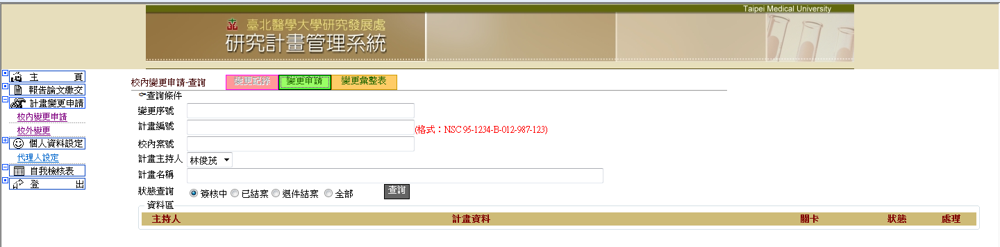 Taipei Medical University
臺北醫學大學研究發展處
研究計畫管理系統
主 頁
報告論文繳交
計畫變更申請
校內變更申請
校外變更
個人資料設定
代理人設定
自我檢核表
登 出
校內變更申請-查詢 變更記錄 變更申請 變更彙整表
查詢條件
變更序號
計畫編號 (格式：NSC 95-1234-B-012-987-123)
校內案號
計畫主持人 林俊茂
計畫名稱
狀態查詢 簽核中 已結案 退件結案 全部 查詢
資料區
主持人 計畫資料 關卡 狀態 處理